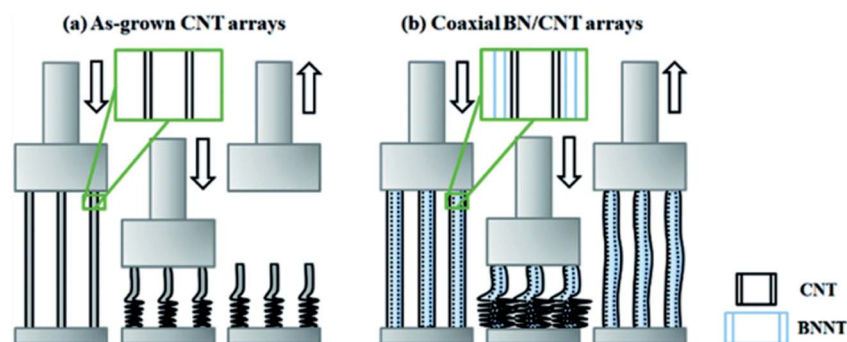 (a) As-grown CNT arrays
(b) Coaxial BN/CNT arrays
CNT
BNNT